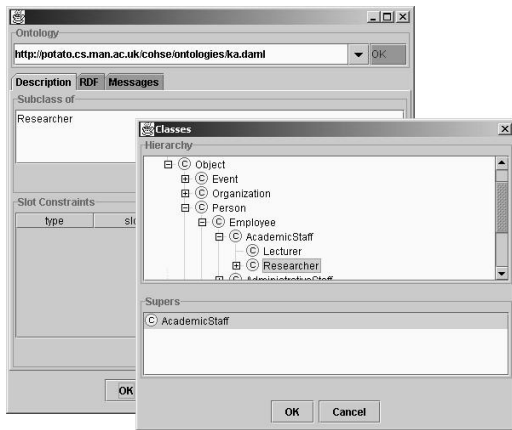 Ontology
http://potato.cs.man.ac.uk/cohse/ontologies/ka.daml
OK
Description RDF Messages
Subclass of
Researcher
Slot Constraints
type
OK
Classes
Hierarchy
Object
Event
Organization
Person
Employee
AcademicStaff
Lecturer
Researcher
AdministrativeStaff
Supers
AcademicStaff
OK Cancel